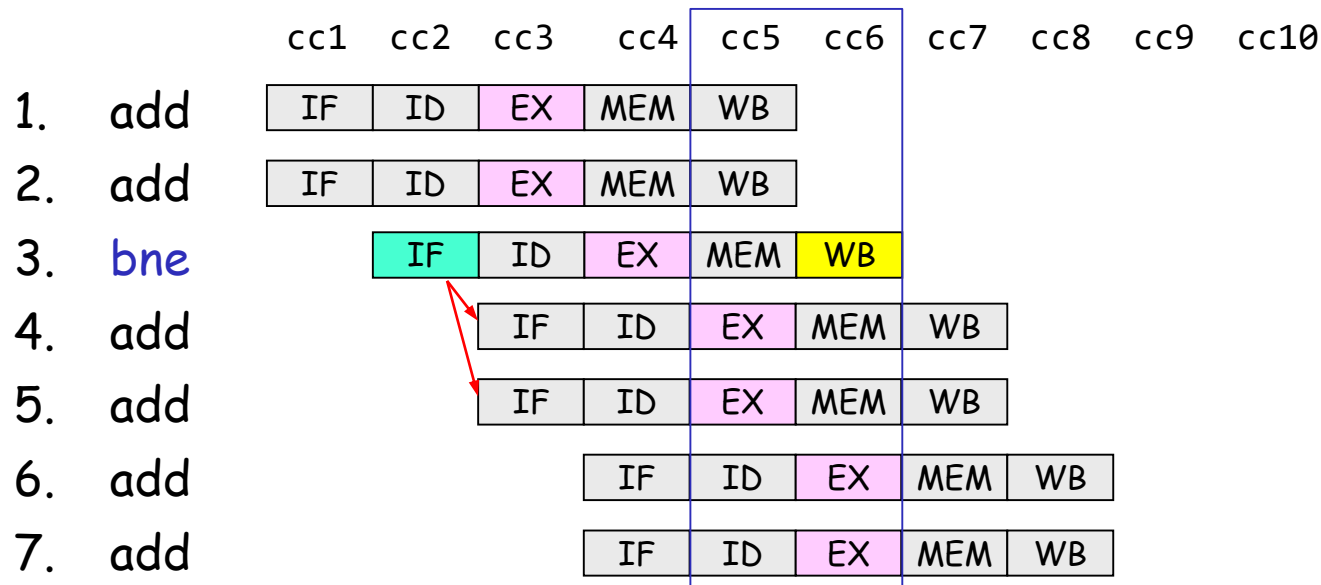 cc1 cc2 cc3 cc4 cc5 cc6 cc7 cc8 cc9 cc10
1. add IF ID EX MEM WB
2. add IF ID EX MEM WB
3. bne IF ID EX MEM WB
4. add IF ID EX MEM WB
5. add IF ID EX MEM WB
6. add IF ID EX MEM WB
7. add IF ID EX MEM WB